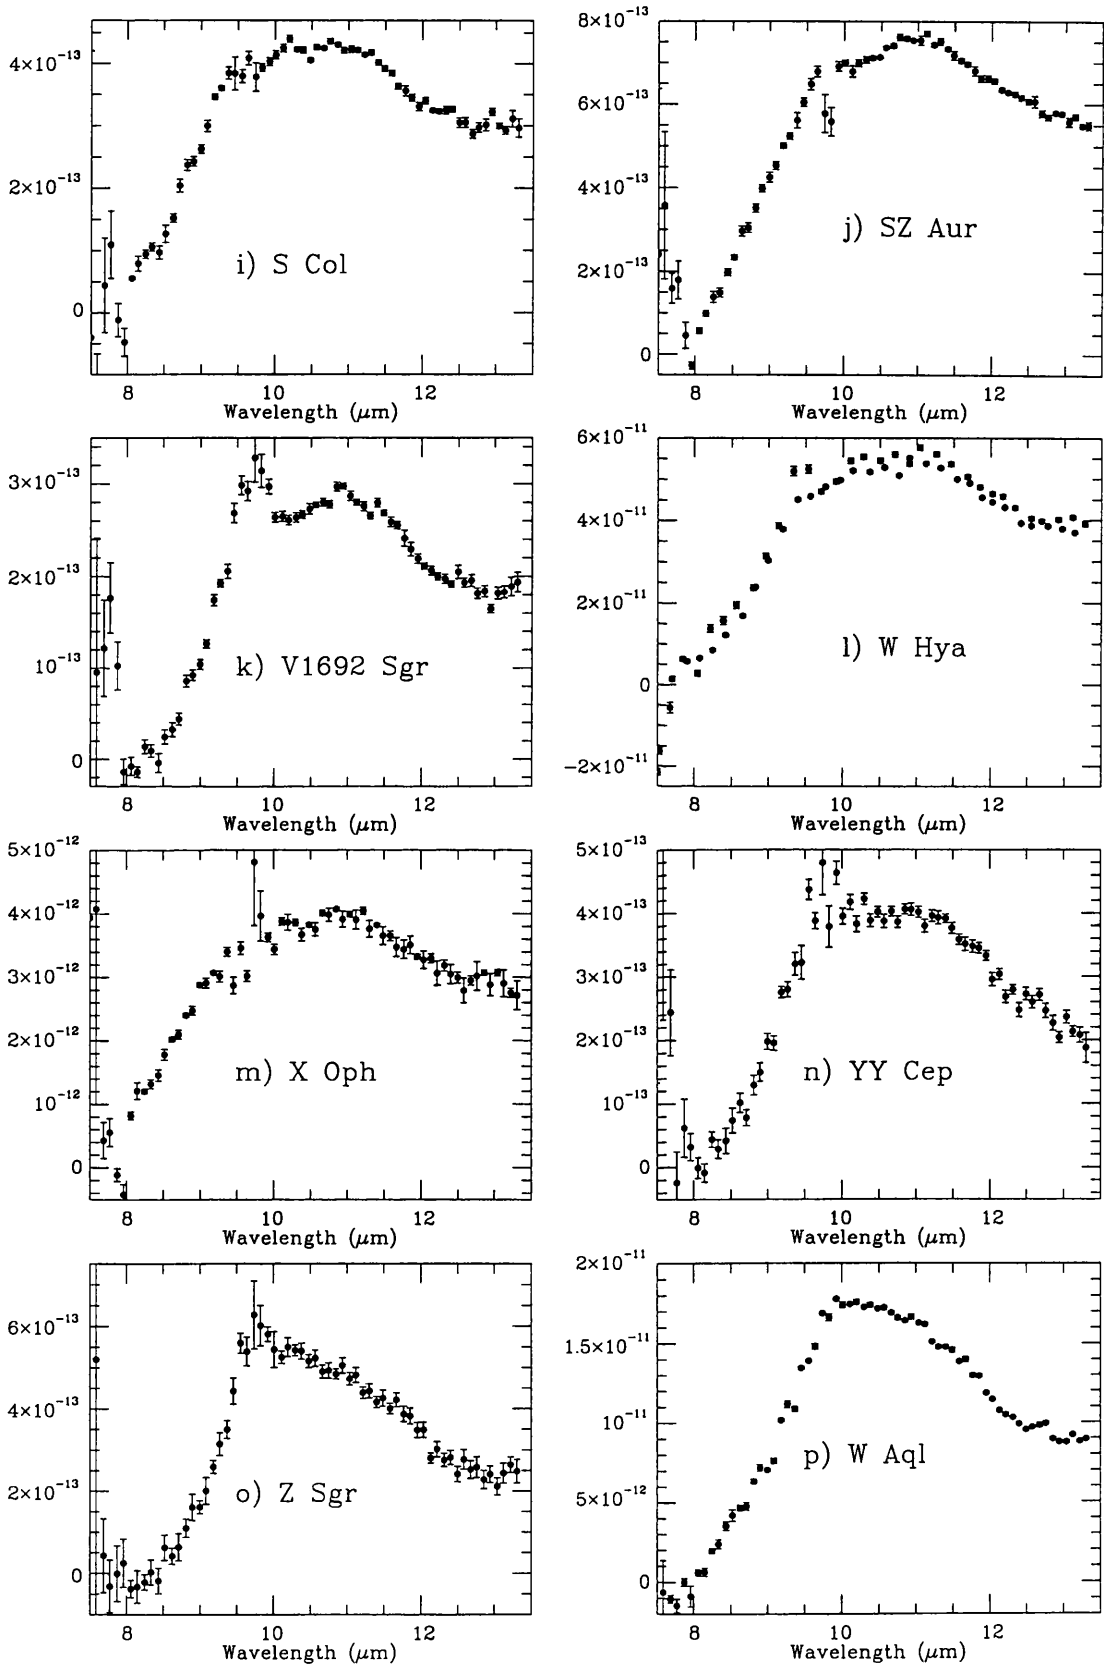 4×10⁻¹³
2×10⁻¹³
0
i) S Col
8 10 12
Wavelength (μm)
8×10⁻¹³
6×10⁻¹³
4×10⁻¹³
2×10⁻¹³
0
j) SZ Aur
8 10 12
Wavelength (μm)
3×10⁻¹³
2×10⁻¹³
10⁻¹³
0
k) V1692 Sgr
8 10 12
Wavelength (μm)
6×10⁻¹¹
4×10⁻¹¹
2×10⁻¹¹
0
−2×10⁻¹¹
l) W Hya
8 10 12
Wavelength (μm)
5×10⁻¹²
4×10⁻¹²
3×10⁻¹²
2×10⁻¹²
10⁻¹²
0
m) X Oph
8 10 12
Wavelength (μm)
5×10⁻¹³
4×10⁻¹³
3×10⁻¹³
2×10⁻¹³
10⁻¹³
0
n) YY Cep
8 10 12
Wavelength (μm)
6×10⁻¹³
4×10⁻¹³
2×10⁻¹³
0
o) Z Sgr
8 10 12
Wavelength (μm)
2×10⁻¹¹
1.5×10⁻¹¹
10⁻¹¹
5×10⁻¹²
0
p) W Aql
8 10 12
Wavelength (μm)